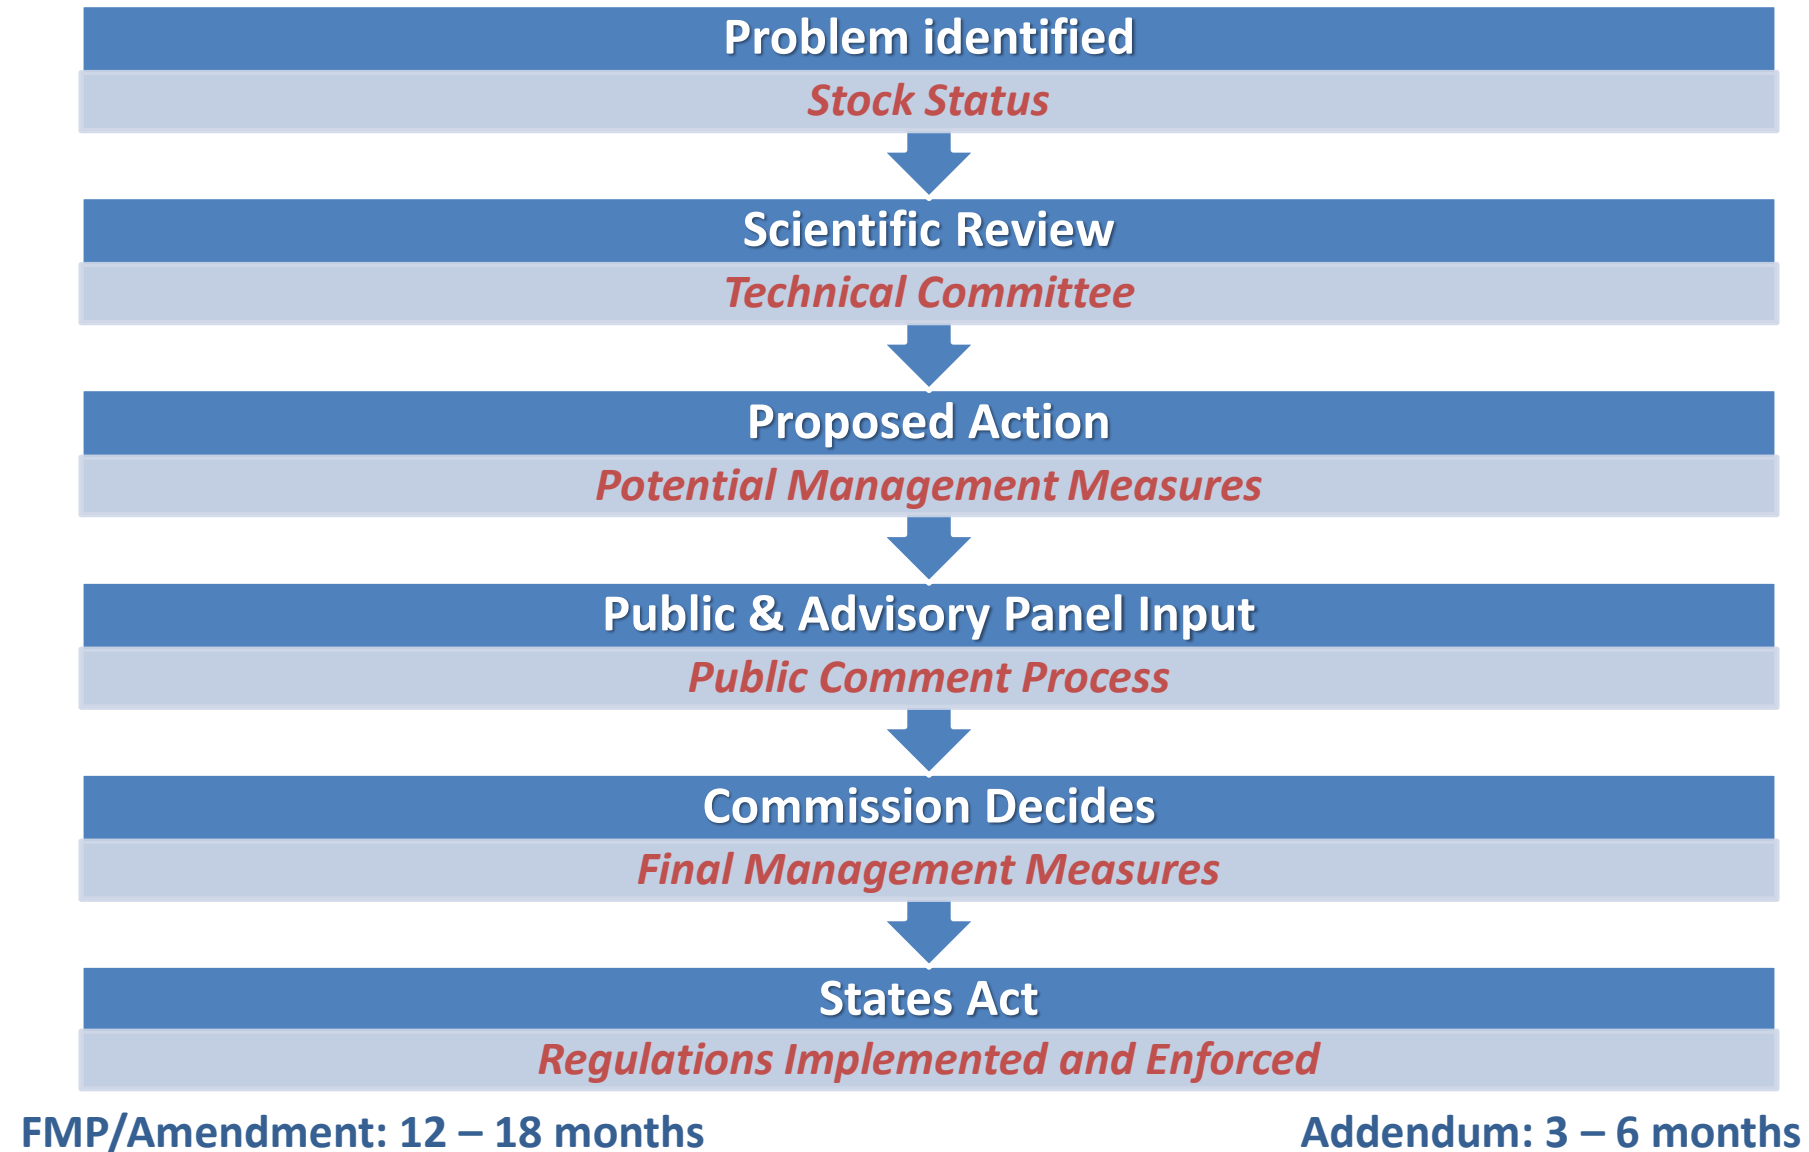 Problem identified
Stock Status
Scientific Review
Technical Committee
Proposed Action
Potential Management Measures
Public & Advisory Panel Input
Public Comment Process
Commission Decides
Final Management Measures
States Act
Regulations Implemented and Enforced
FMP/Amendment: 12 – 18 months
Addendum: 3 – 6 months